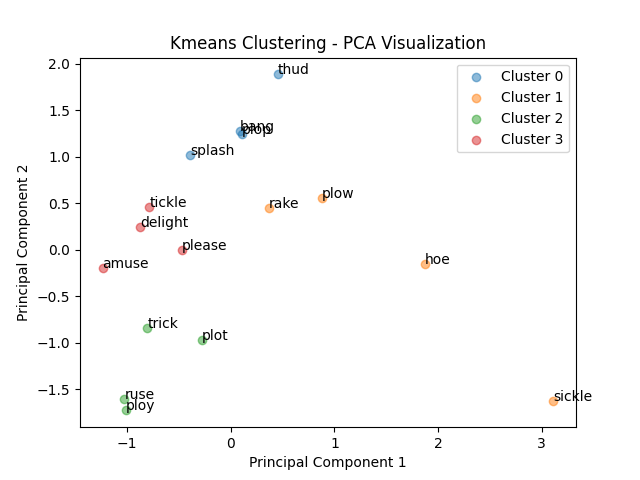 Kmeans Clustering - PCA Visualization
Cluster 0
Cluster 1
Cluster 2
Cluster 3
thud
bang
plop
splash
tickle
rake
plow
delight
please
amuse
hoe
trick
plot
ruse
ploy
sickle
2.0
1.5
1.0
0.5
0.0
−0.5
−1.0
−1.5
Principal Component 2
−1
0
1
2
3
Principal Component 1